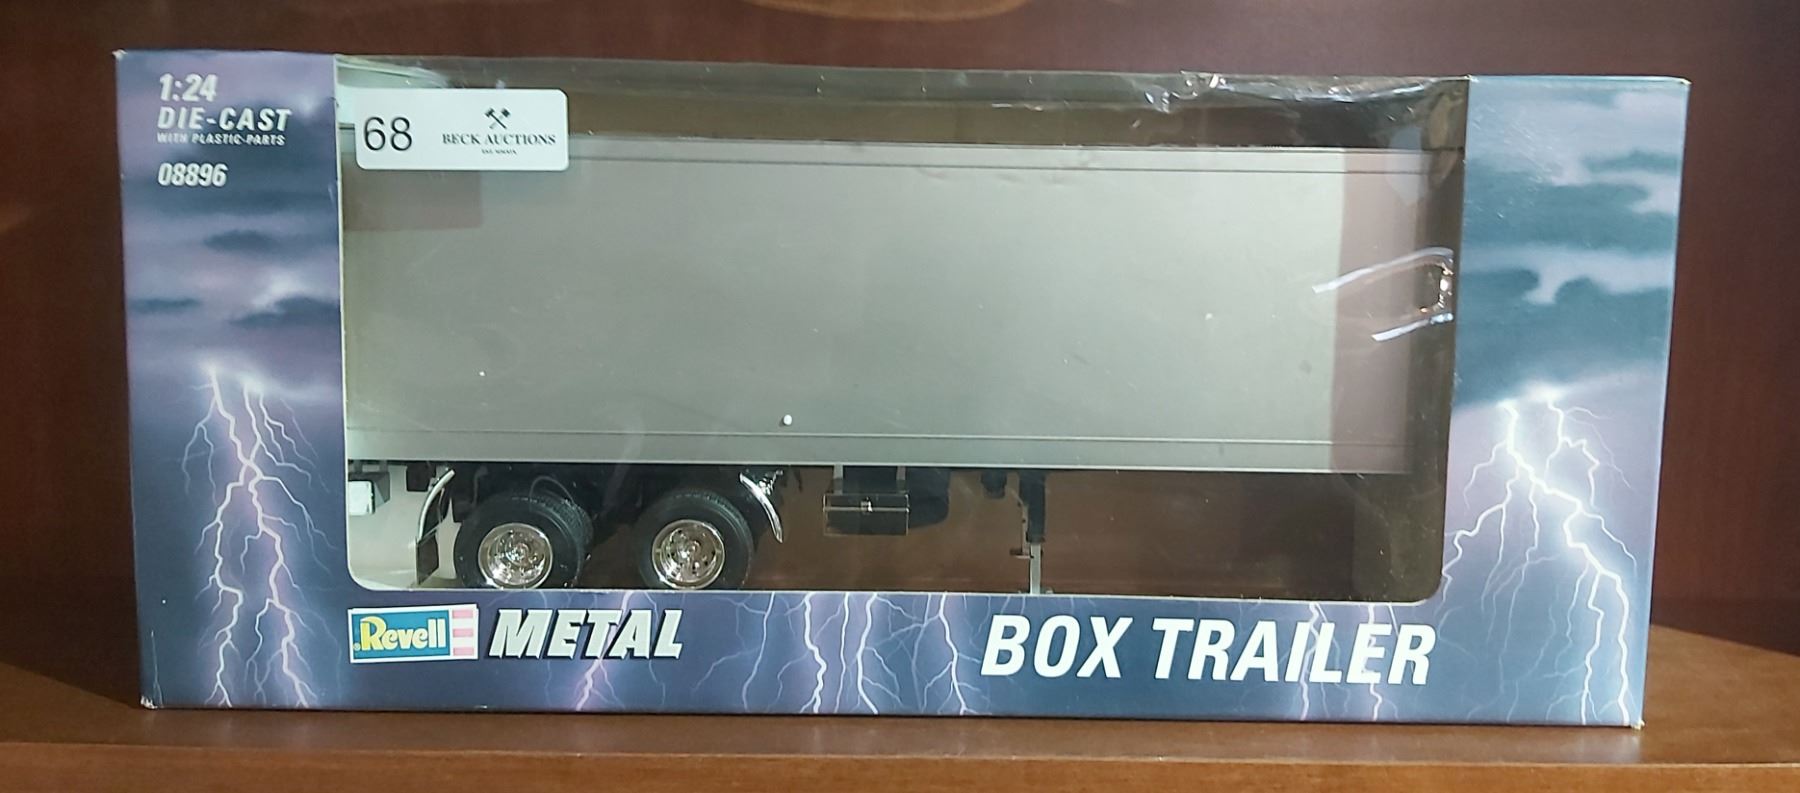 1:24
DIE-CAST
WITH PLASTIC-PARTS
08896
68
BECK AUCTIONS
Revell METAL
BOX TRAILER